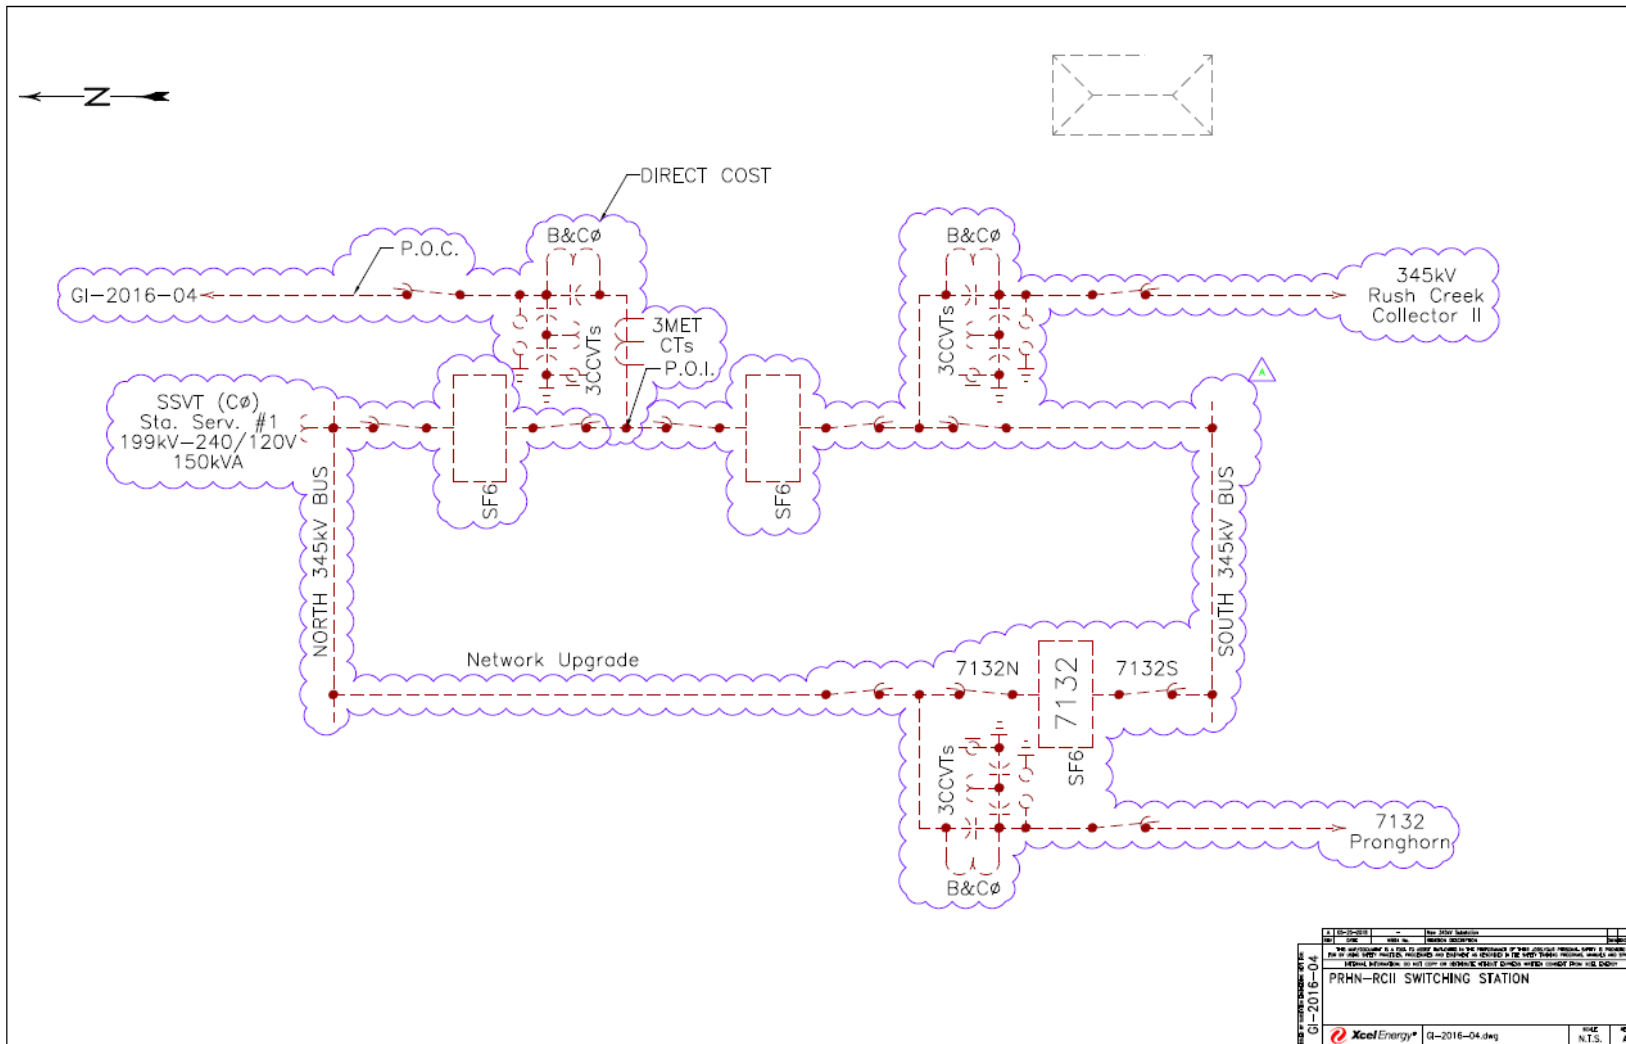 N
DIRECT COST
B&CØ
P.O.C.
GI-2016-04
3CCVTs
3MET
CTs
P.O.I.
B&CØ
3CCVTs
345kV
Rush Creek
Collector II
A
SSVT (CØ)
Sta. Serv. #1
199kV-240/120V
150kVA
SF6
SF6
NORTH 345kV BUS
SOUTH 345kV BUS
Network Upgrade
7132N
7132
7132S
SF6
3CCVTs
B&CØ
7132
Pronghorn
GI-2016-04
PRHN-RCII SWITCHING STATION
Xcel Energy®
GI-2016-04.dwg
SCALE
N.T.S.